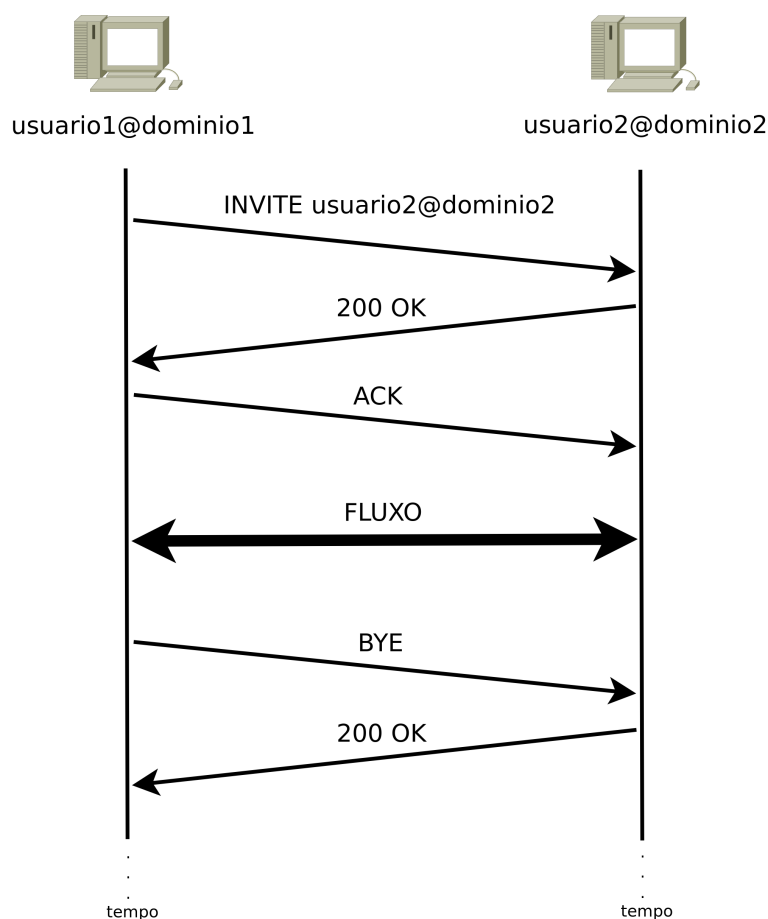 usuario1@dominio1
usuario2@dominio2
INVITE usuario2@dominio2
200 OK
ACK
FLUXO
BYE
200 OK
tempo
tempo